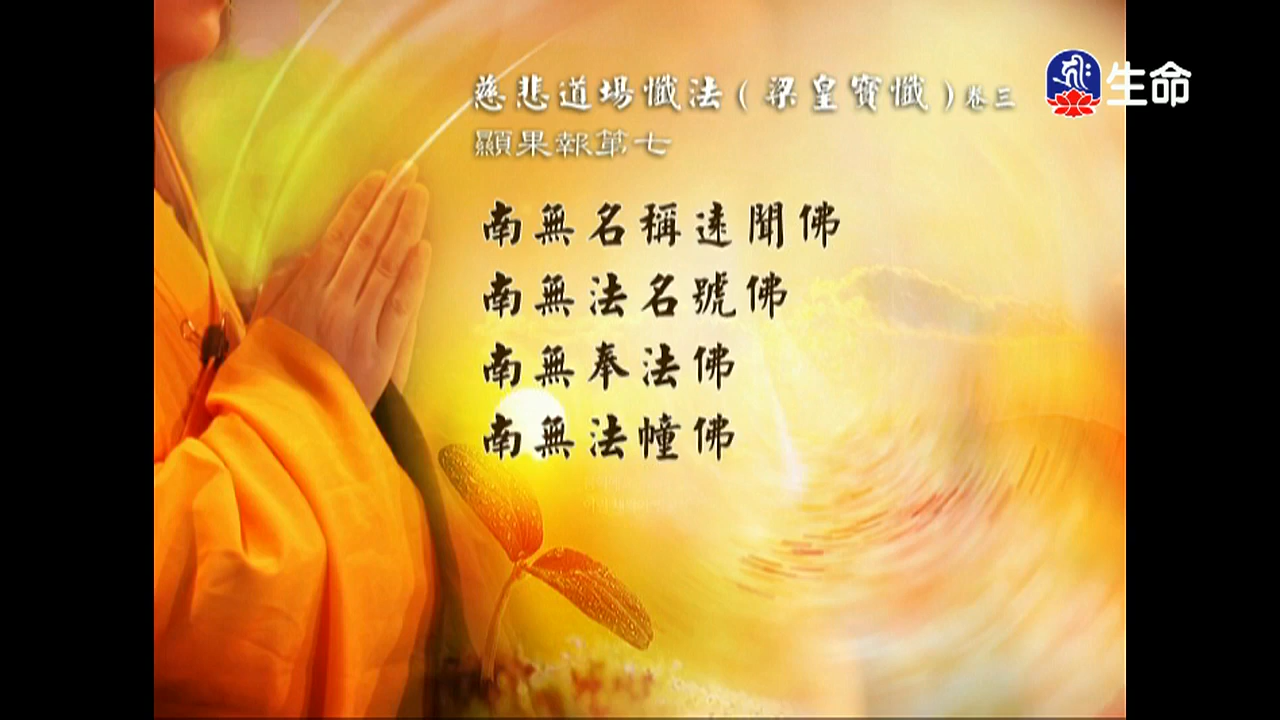 慈悲道場懺法(梁皇寶懺)卷三
生命
顯果報第七
南無名稱遠聞佛
南無法名號佛
南無奉法佛
南無法幢佛